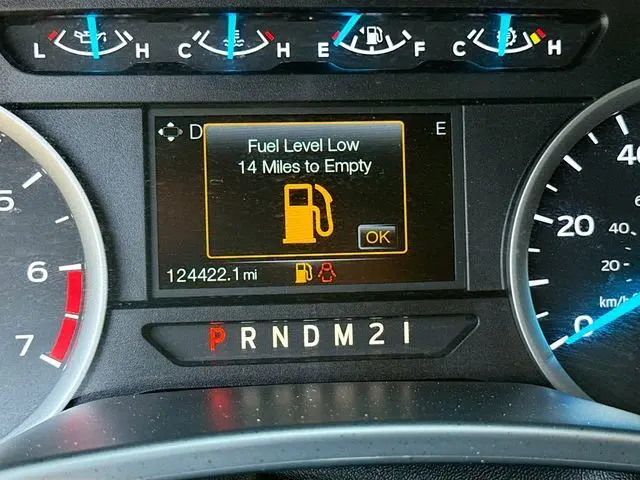 L H C H E F C H
D E
Fuel Level Low
14 Miles to Empty
OK
124422.1 mi
P R N D M 2 1
5
6
7
40
20
0
40
20
km/h